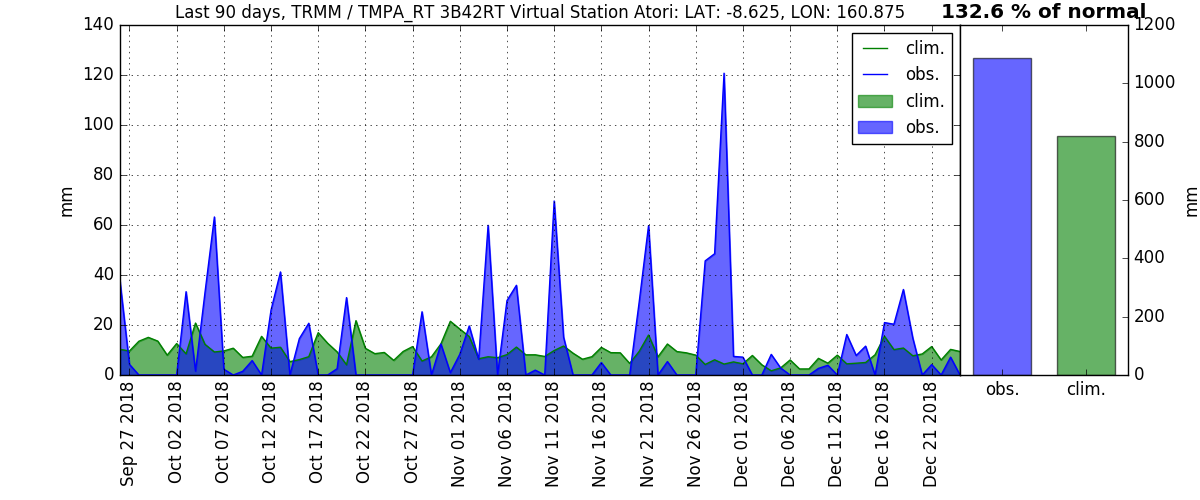 Last 90 days, TRMM / TMPA_RT 3B42RT Virtual Station Atori: LAT: -8.625, LON: 160.875
132.6 % of normal
140
120
100
80
60
40
20
0
mm
clim.
obs.
clim.
obs.
1200
1000
800
600
400
200
0
mm
obs.
clim.
Sep 27 2018
Oct 02 2018
Oct 07 2018
Oct 12 2018
Oct 17 2018
Oct 22 2018
Oct 27 2018
Nov 01 2018
Nov 06 2018
Nov 11 2018
Nov 16 2018
Nov 21 2018
Nov 26 2018
Dec 01 2018
Dec 06 2018
Dec 11 2018
Dec 16 2018
Dec 21 2018